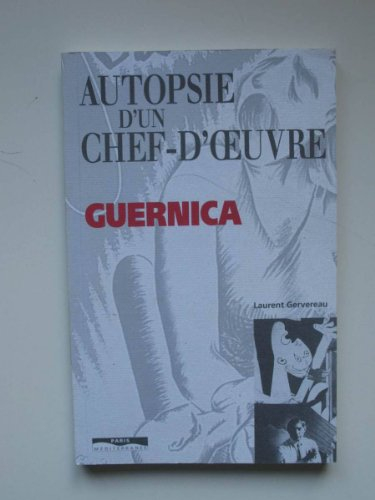 AUTOPSIE
D'UN
CHEF-D'ŒUVRE
GUERNICA
Laurent Gervereau
PARIS
MÉDITERRANÉE